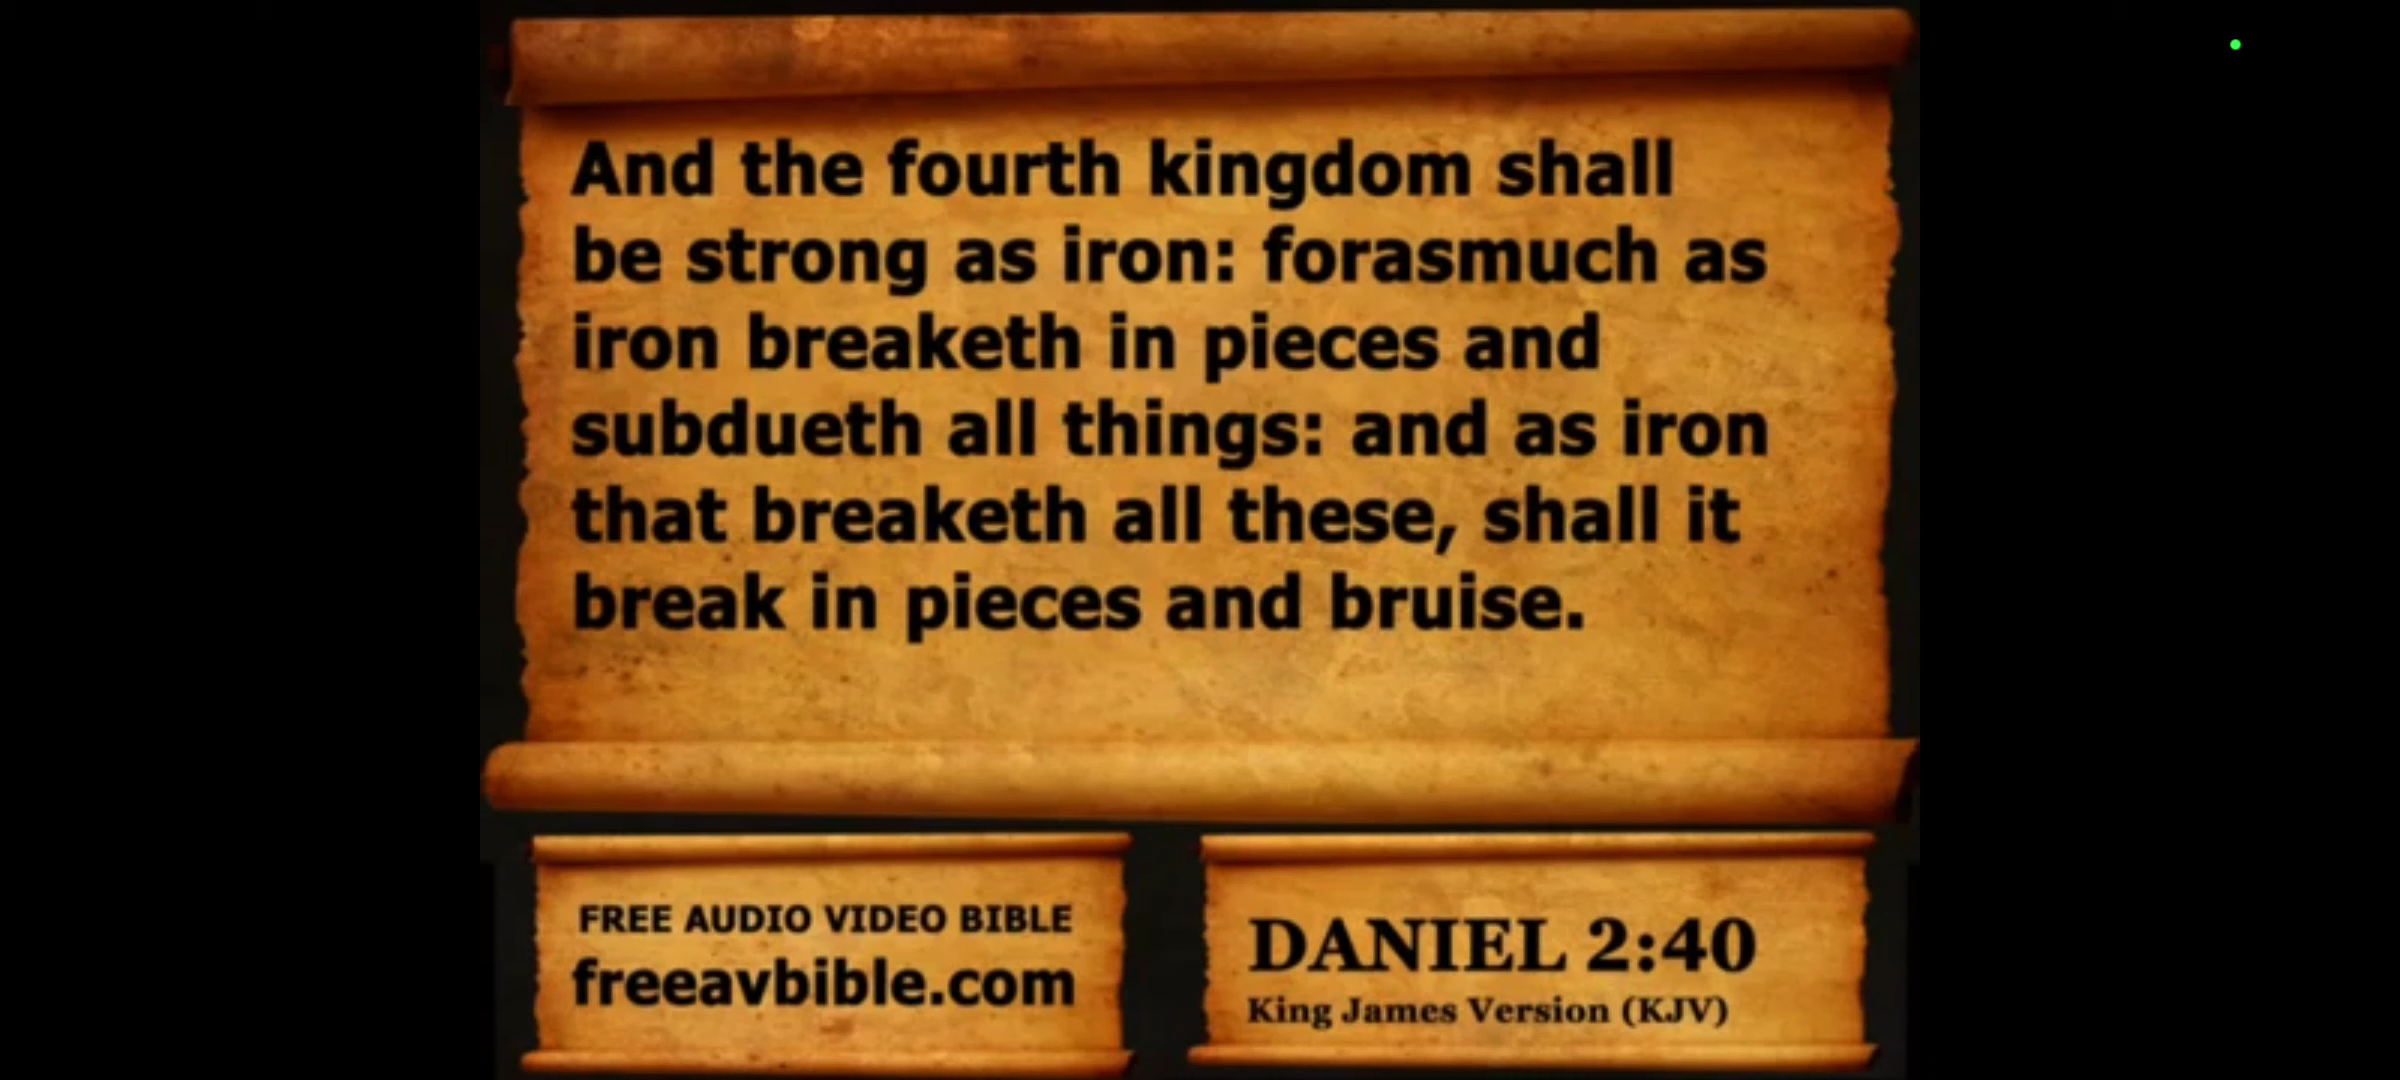 And the fourth kingdom shall
be strong as iron: forasmuch as
iron breaketh in pieces and
subdueth all things: and as iron
that breaketh all these, shall it
break in pieces and bruise.
FREE AUDIO VIDEO BIBLE
freeavbible.com
DANIEL 2:40
King James Version (KJV)